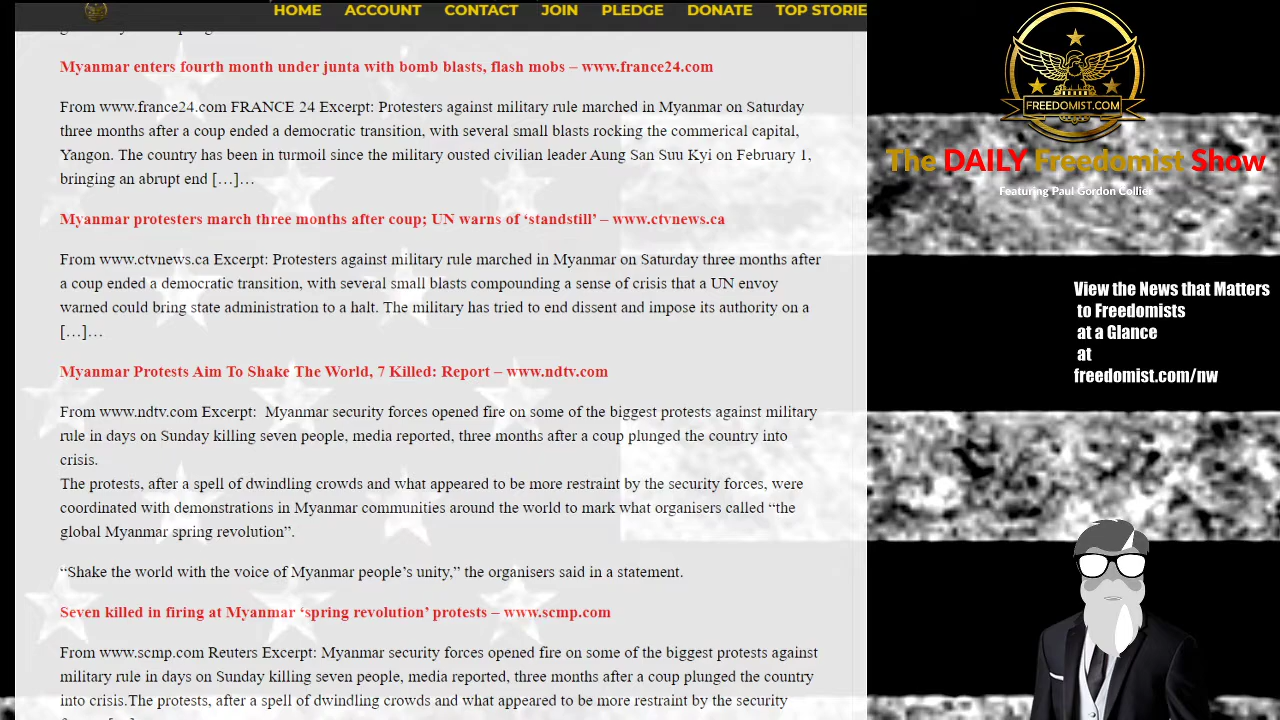 HOME ACCOUNT CONTACT JOIN PLEDGE DONATE TOP STORIE
Myanmar enters fourth month under junta with bomb blasts, flash mobs – www.france24.com
From www.france24.com FRANCE 24 Excerpt: Protesters against military rule marched in Myanmar on Saturday
three months after a coup ended a democratic transition, with several small blasts rocking the commerical capital,
Yangon. The country has been in turmoil since the military ousted civilian leader Aung San Suu Kyi on February 1,
bringing an abrupt end […]…
Myanmar protesters march three months after coup; UN warns of ‘standstill’ – www.ctvnews.ca
From www.ctvnews.ca Excerpt: Protesters against military rule marched in Myanmar on Saturday three months after
a coup ended a democratic transition, with several small blasts compounding a sense of crisis that a UN envoy
warned could bring state administration to a halt. The military has tried to end dissent and impose its authority on a
[…]…
Myanmar Protests Aim To Shake The World, 7 Killed: Report – www.ndtv.com
From www.ndtv.com Excerpt:  Myanmar security forces opened fire on some of the biggest protests against military
rule in days on Sunday killing seven people, media reported, three months after a coup plunged the country into
crisis.
The protests, after a spell of dwindling crowds and what appeared to be more restraint by the security forces, were
coordinated with demonstrations in Myanmar communities around the world to mark what organisers called “the
global Myanmar spring revolution”.
“Shake the world with the voice of Myanmar people’s unity,” the organisers said in a statement.
Seven killed in firing at Myanmar ‘spring revolution’ protests – www.scmp.com
From www.scmp.com Reuters Excerpt: Myanmar security forces opened fire on some of the biggest protests against
military rule in days on Sunday killing seven people, media reported, three months after a coup plunged the country
into crisis.The protests, after a spell of dwindling crowds and what appeared to be more restraint by the security
FREEDOMIST.COM
The DAILY Freedomist Show
Featuring Paul Gordon Collier
View the News that Matters
to Freedomists
at a Glance
at
freedomist.com/nw